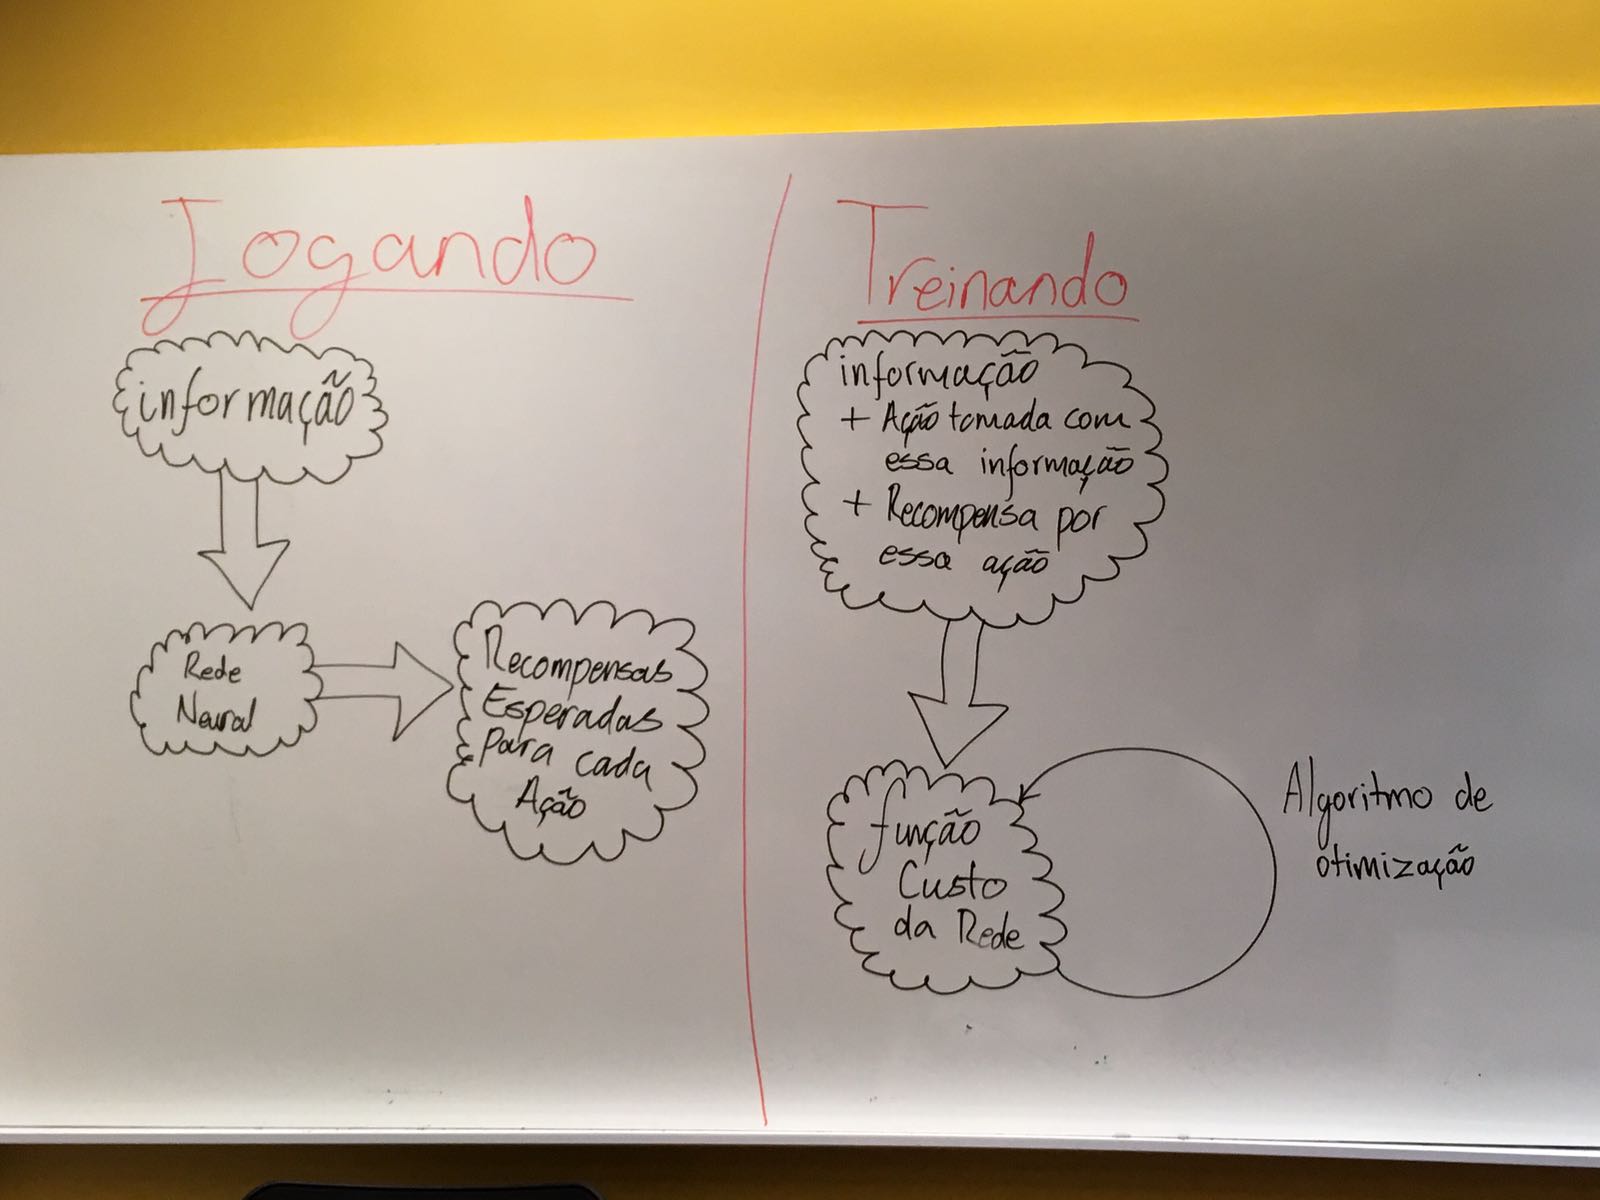 Jogando
informação
Rede
Neural
Recompensas
Esperadas
Para cada
Ação
Treinando
informação
+ Ação tomada com
essa informação
+ Recompensa por
essa ação
função
Custo
da Rede
Algoritmo de
otimização